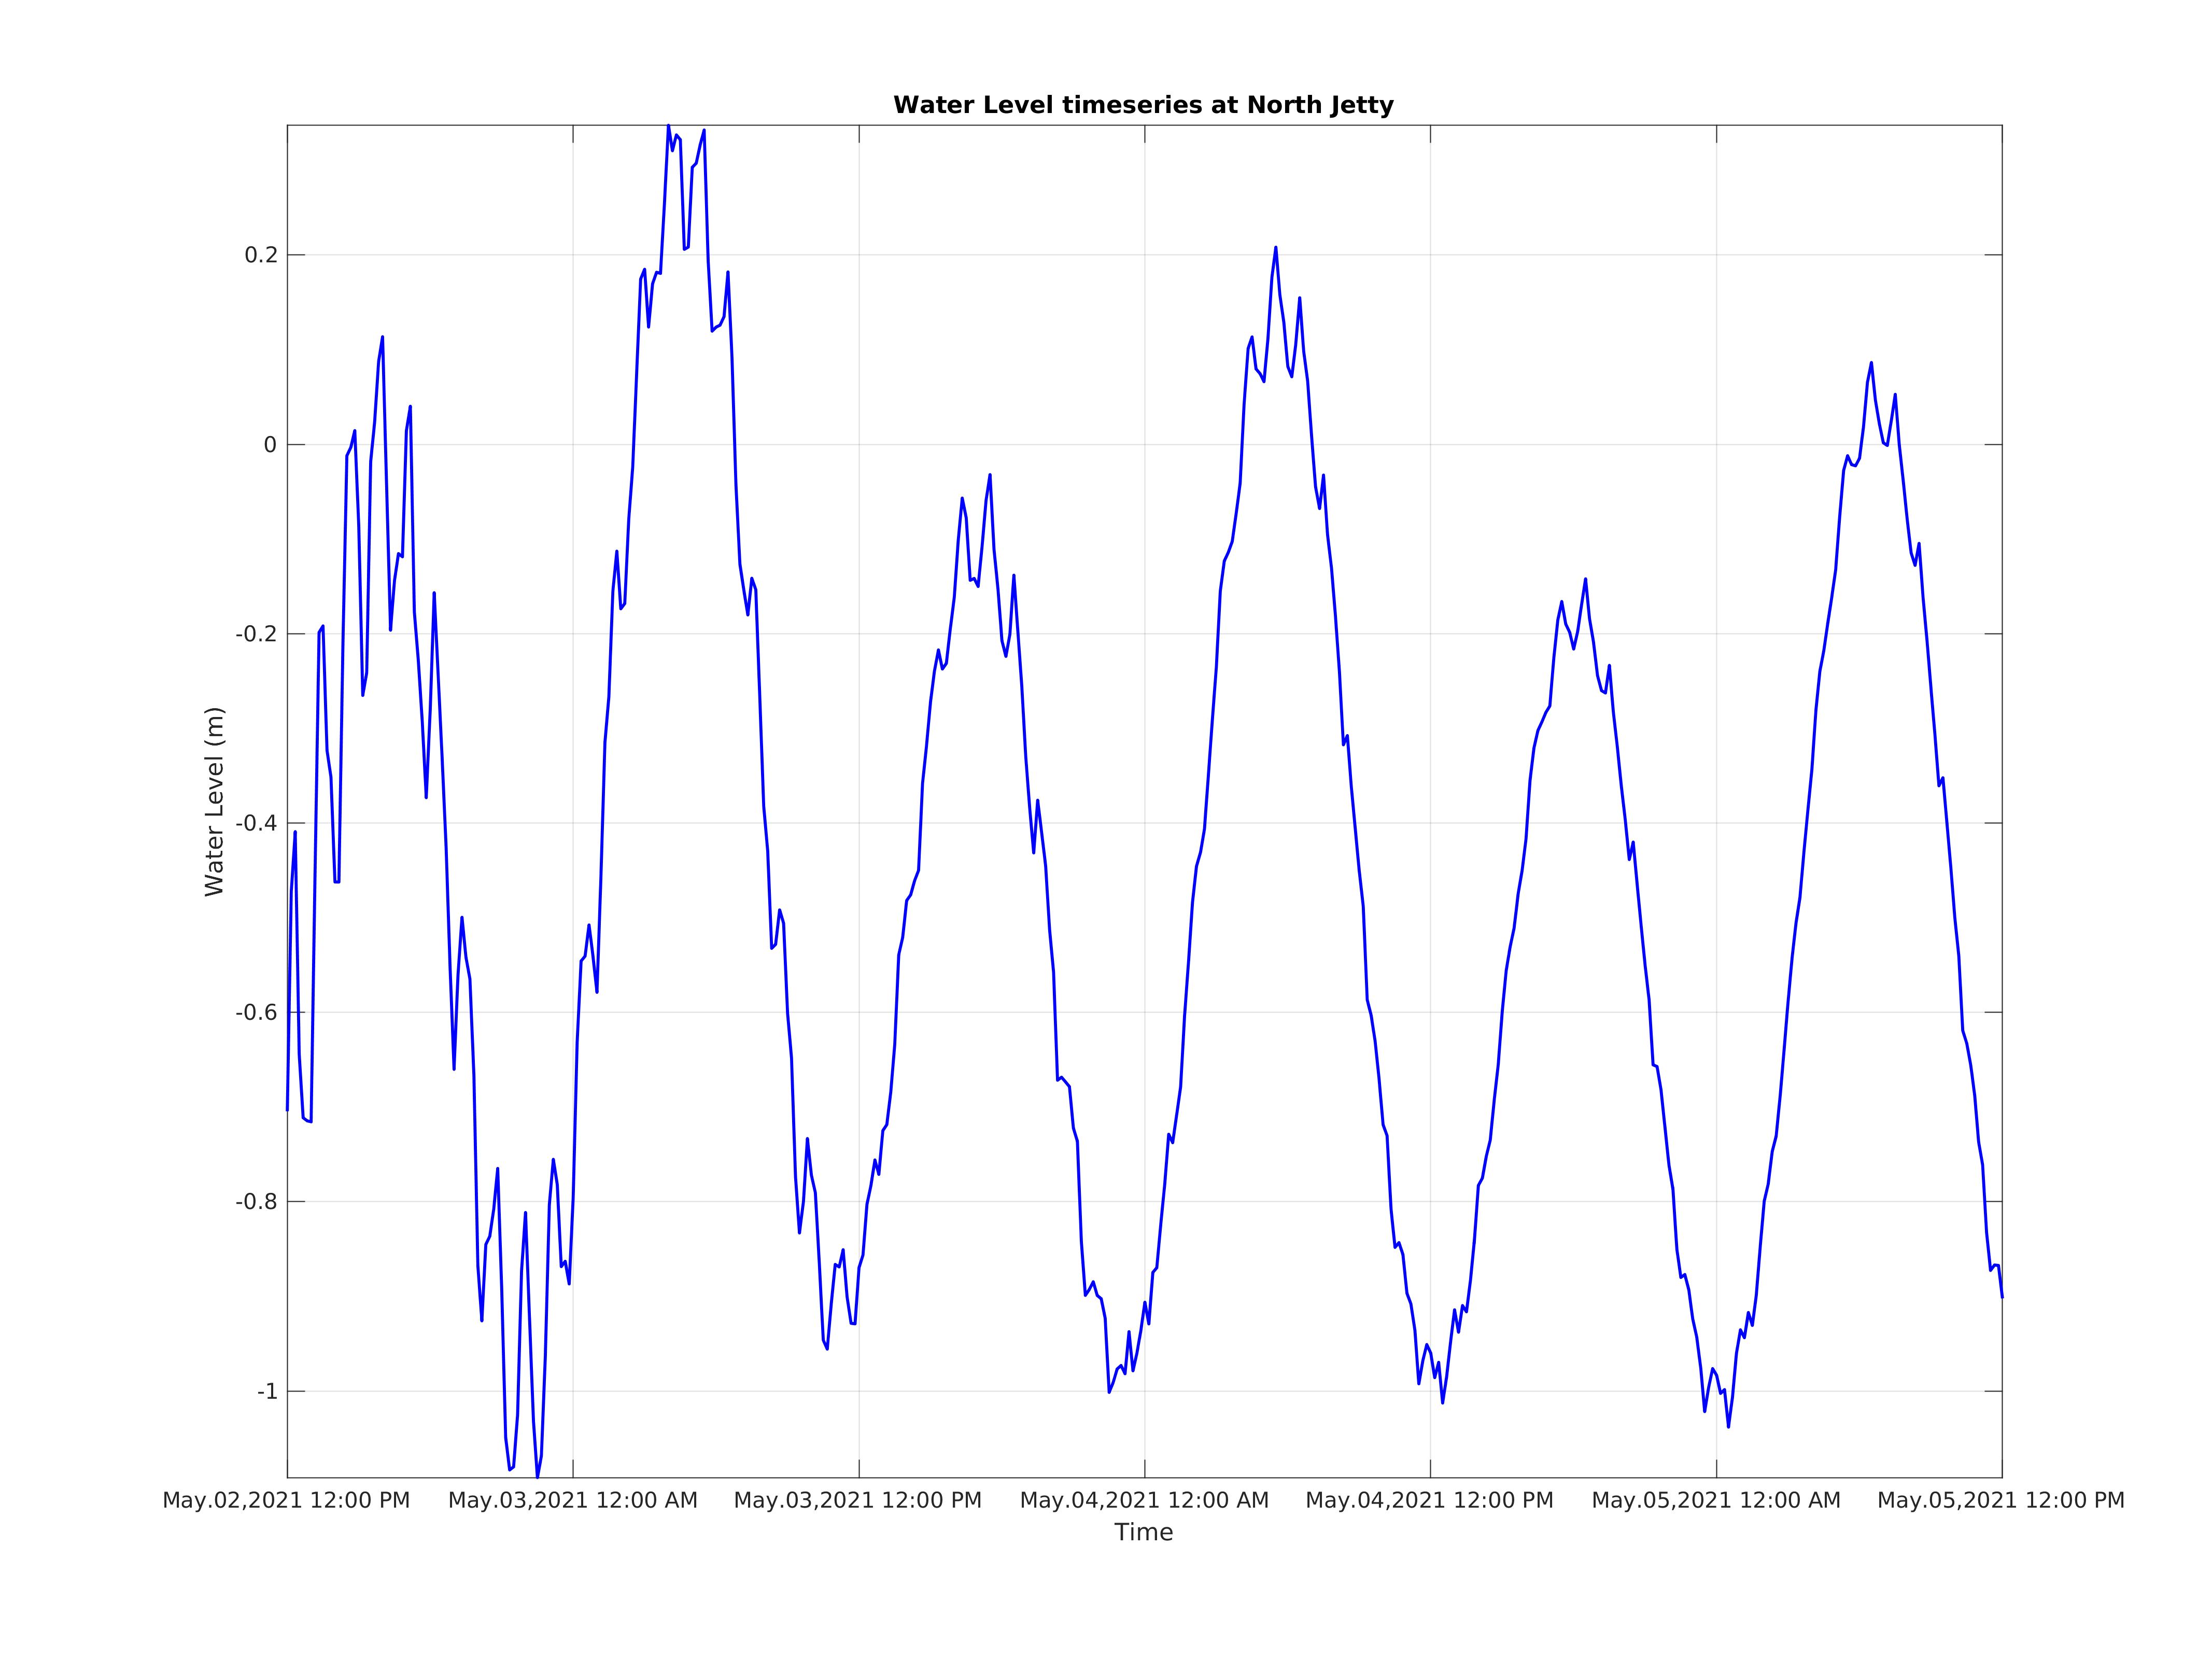 Water Level timeseries at North Jetty
0.2
0
-0.2
-0.4
-0.6
-0.8
-1
Water Level (m)
May.02,2021 12:00 PM
May.03,2021 12:00 AM
May.03,2021 12:00 PM
May.04,2021 12:00 AM
May.04,2021 12:00 PM
May.05,2021 12:00 AM
May.05,2021 12:00 PM
Time